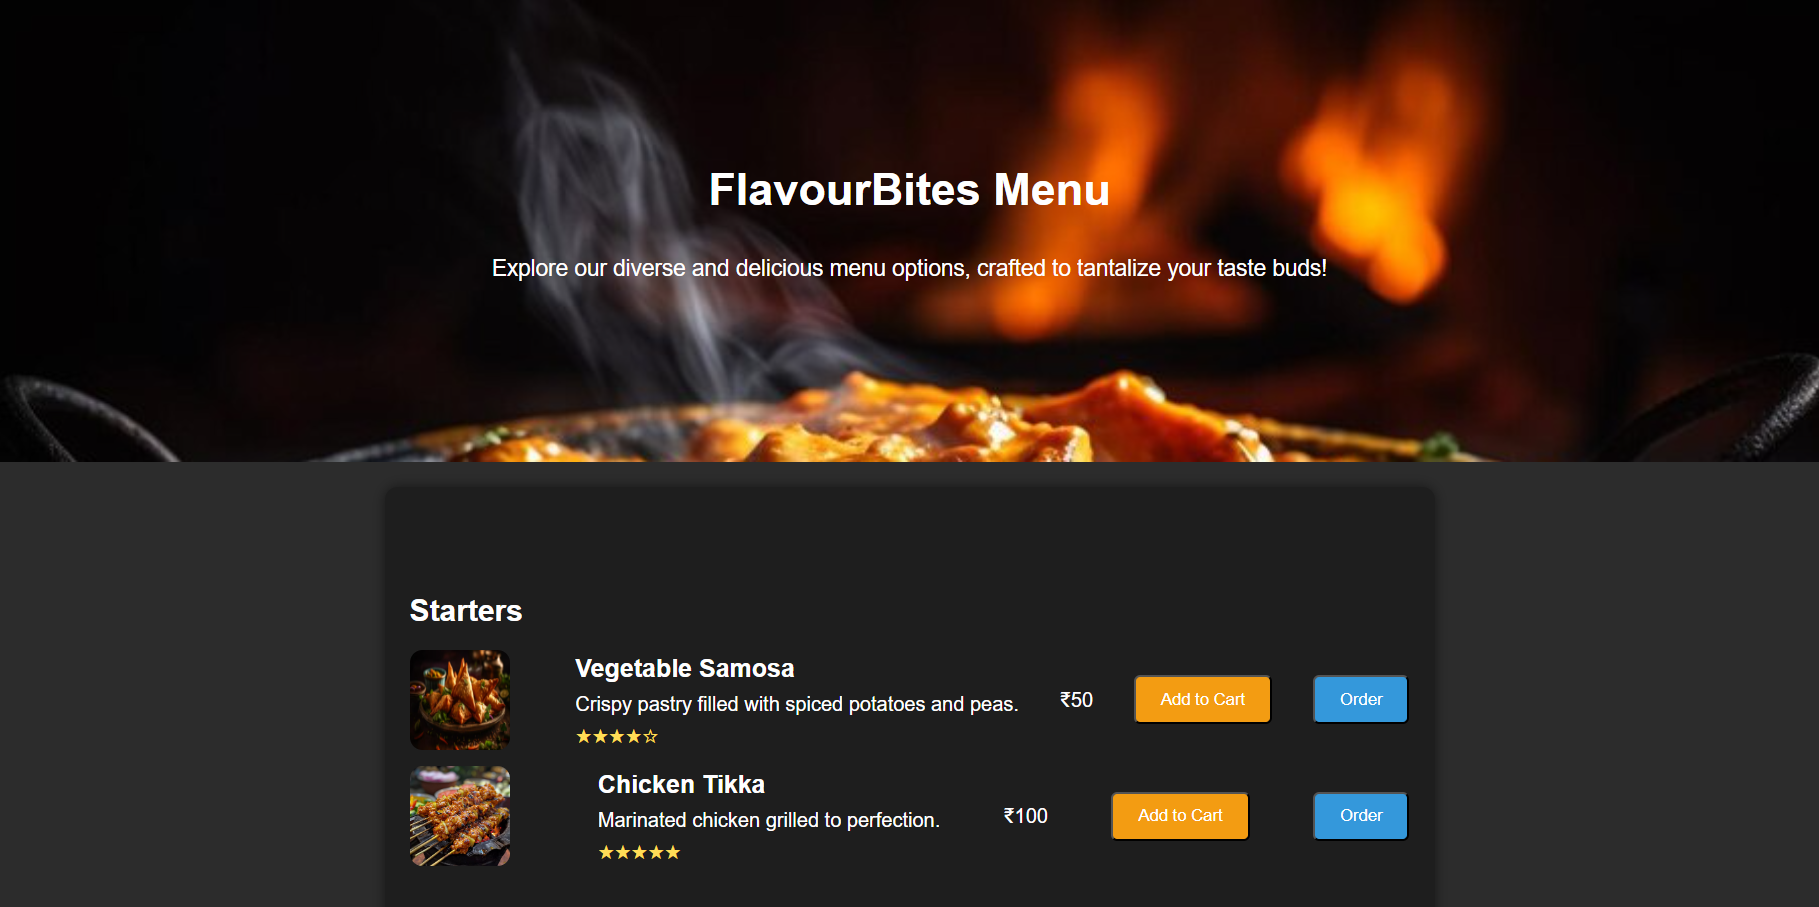 FlavourBites Menu
Explore our diverse and delicious menu options, crafted to tantalize your taste buds!
Starters
Vegetable Samosa
Crispy pastry filled with spiced potatoes and peas.
★★★★☆
₹50
Add to Cart
Order
Chicken Tikka
Marinated chicken grilled to perfection.
★★★★★
₹100
Add to Cart
Order